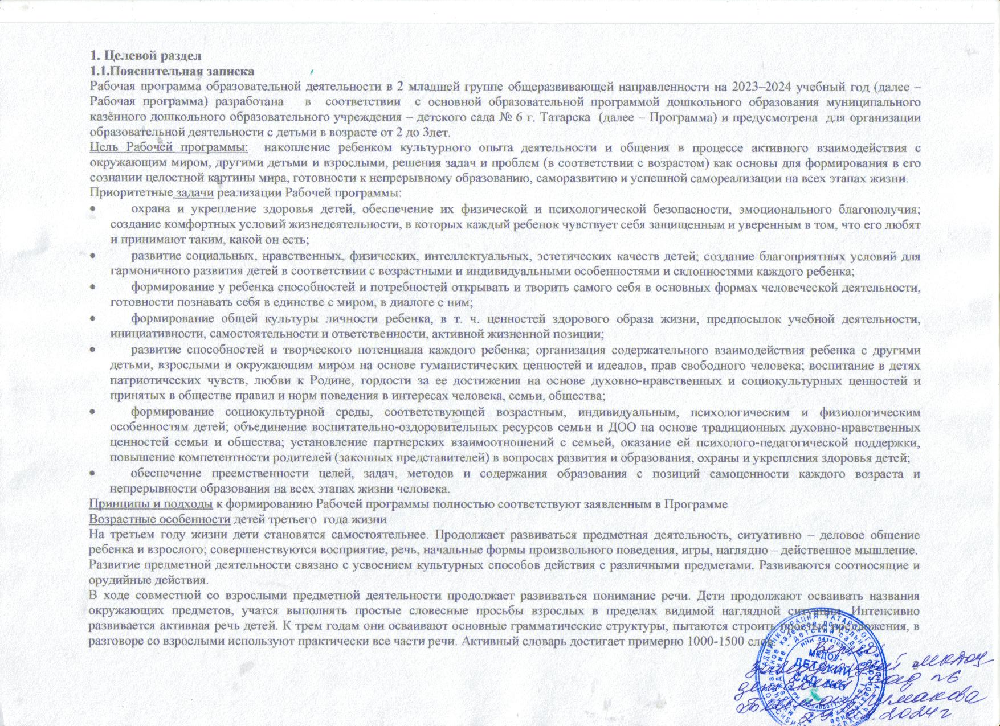 1. Целевой раздел
1.1.Пояснительная записка
Рабочая программа образовательной деятельности в 2 младшей группе общеразвивающей направленности на 2023–2024 учебный год (далее –
Рабочая программа) разработана в соответствии с основной образовательной программой дошкольного образования муниципального
казённого дошкольного образовательного учреждения – детского сада № 6 г. Татарска (далее – Программа) и предусмотрена для организации
образовательной деятельности с детьми в возрасте от 2 до 3лет.
Цель Рабочей программы: накопление ребенком культурного опыта деятельности и общения в процессе активного взаимодействия с
окружающим миром, другими детьми и взрослыми, решения задач и проблем (в соответствии с возрастом) как основы для формирования в его
сознании целостной картины мира, готовности к непрерывному образованию, саморазвитию и успешной самореализации на всех этапах жизни.
Приоритетные задачи реализации Рабочей программы:
• охрана и укрепление здоровья детей, обеспечение их физической и психологической безопасности, эмоционального благополучия;
создание комфортных условий жизнедеятельности, в которых каждый ребенок чувствует себя защищенным и уверенным в том, что его любят
и принимают таким, какой он есть;
• развитие социальных, нравственных, физических, интеллектуальных, эстетических качеств детей; создание благоприятных условий для
гармоничного развития детей в соответствии с возрастными и индивидуальными особенностями и склонностями каждого ребенка;
• формирование у ребенка способностей и потребностей открывать и творить самого себя в основных формах человеческой деятельности,
готовности познавать себя в единстве с миром, в диалоге с ним;
• формирование общей культуры личности ребенка, в т. ч. ценностей здорового образа жизни, предпосылок учебной деятельности,
инициативности, самостоятельности и ответственности, активной жизненной позиции;
• развитие способностей и творческого потенциала каждого ребенка; организация содержательного взаимодействия ребенка с другими
детьми, взрослыми и окружающим миром на основе гуманистических ценностей и идеалов, прав свободного человека; воспитание в детях
патриотических чувств, любви к Родине, гордости за ее достижения на основе духовно-нравственных и социокультурных ценностей и
принятых в обществе правил и норм поведения в интересах человека, семьи, общества;
• формирование социокультурной среды, соответствующей возрастным, индивидуальным, психологическим и физиологическим
особенностям детей; объединение воспитательно-оздоровительных ресурсов семьи и ДОО на основе традиционных духовно-нравственных
ценностей семьи и общества; установление партнерских взаимоотношений с семьей, оказание ей психолого-педагогической поддержки,
повышение компетентности родителей (законных представителей) в вопросах развития и образования, охраны и укрепления здоровья детей;
• обеспечение преемственности целей, задач, методов и содержания образования с позиций самоценности каждого возраста и
непрерывности образования на всех этапах жизни человека.
Принципы и подходы к формированию Рабочей программы полностью соответствуют заявленным в Программе
Возрастные особенности детей третьего года жизни
На третьем году жизни дети становятся самостоятельнее. Продолжает развиваться предметная деятельность, ситуативно – деловое общение
ребенка и взрослого; совершенствуются восприятие, речь, начальные формы произвольного поведения, игры, наглядно – действенное мышление.
Развитие предметной деятельности связано с усвоением культурных способов действия с различными предметами. Развиваются соотносящие и
орудийные действия.
В ходе совместной со взрослыми предметной деятельности продолжает развиваться понимание речи. Дети продолжают осваивать названия
окружающих предметов, учатся выполнять простые словесные просьбы взрослых в пределах видимой наглядной ситуации. Интенсивно
развивается активная речь детей. К трем годам они осваивают основные грамматические структуры, пытаются строить простые предложения, в
разговоре со взрослыми используют практически все части речи. Активный словарь достигает примерно 1000-1500 слов.
МКДОУ-
ДЕТСКИЙ
САД №6